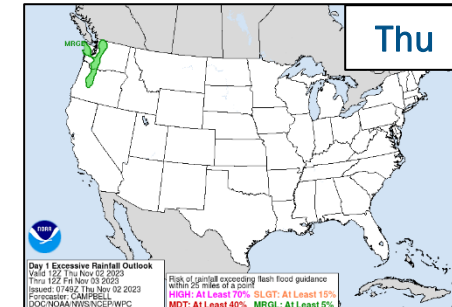 Thu
MRGL
NOAA
Day 1 Excessive Rainfall Outlook
Valid 12Z Thu Nov 02 2023
Thru 12Z Fri Nov 03 2023
Issued: 0749Z Thu Nov 02 2023
Forecaster: CAMPBELL
DOC/NOAA/NWS/NCEP/WPC
Risk of rainfall exceeding flash flood guidance
within 25 miles of a point
HIGH: At Least 70% SLGT: At Least 15%
MDT: At Least 40% MRGL: At Least 5%